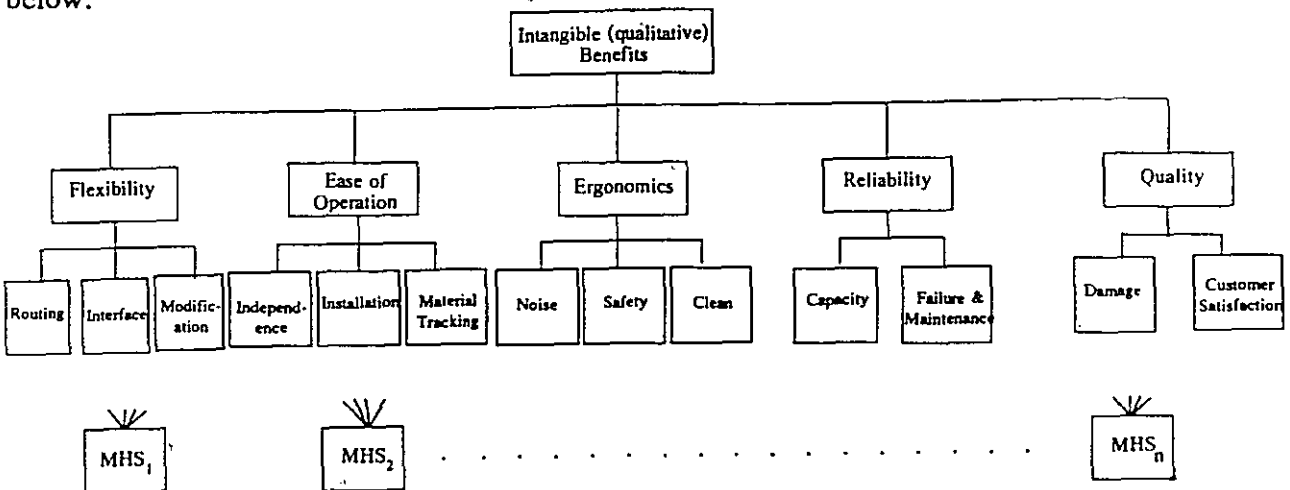 below.
Intangible (qualitative)
Benefits
Flexibility
Ease of
Operation
Ergonomics
Reliability
Quality
Routing
Interface
Modific-
ation
Independ-
ence
Installation
Material
Tracking
Noise
Safety
Clean
Capacity
Failure &
Maintenance
Damage
Customer
Satisfaction
MHS1
MHS2 . . . . . . . . . . . . . . . . .
MHSn